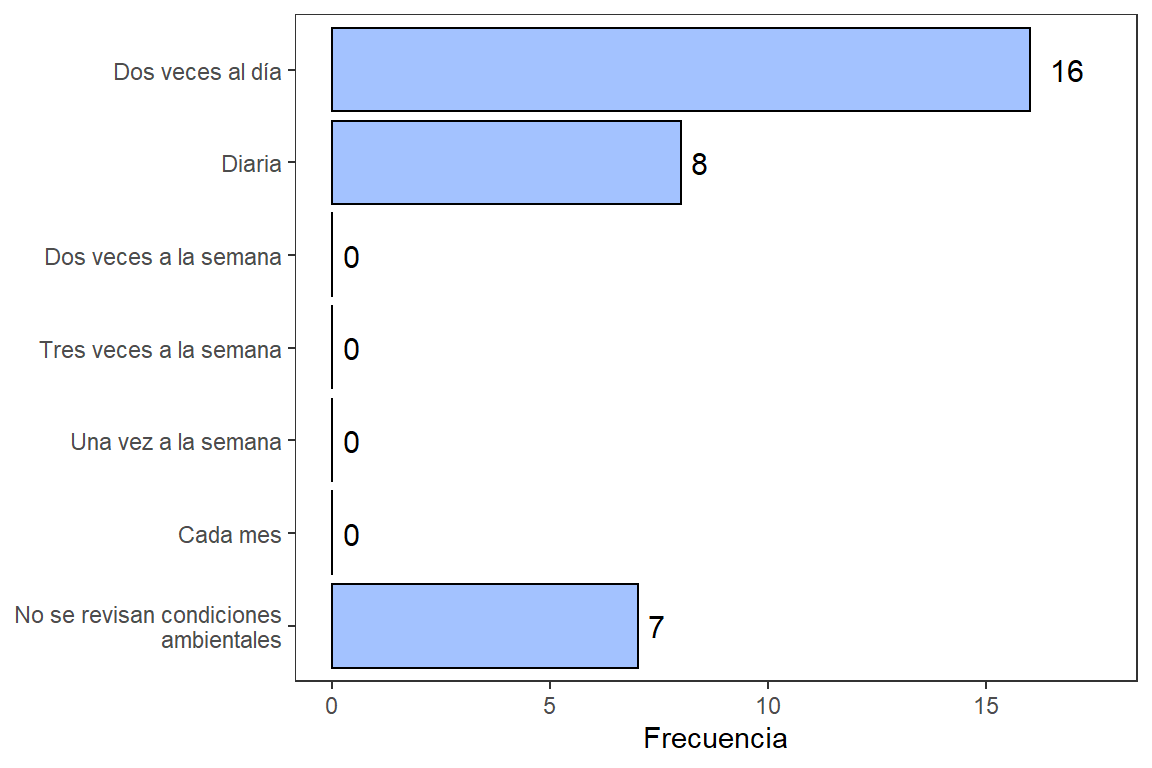 Dos veces al día
16
Diaria
8
Dos veces a la semana
0
Tres veces a la semana
0
Una vez a la semana
0
Cada mes
0
No se revisan condiciones
ambientales
7
0 5 10 15
Frecuencia